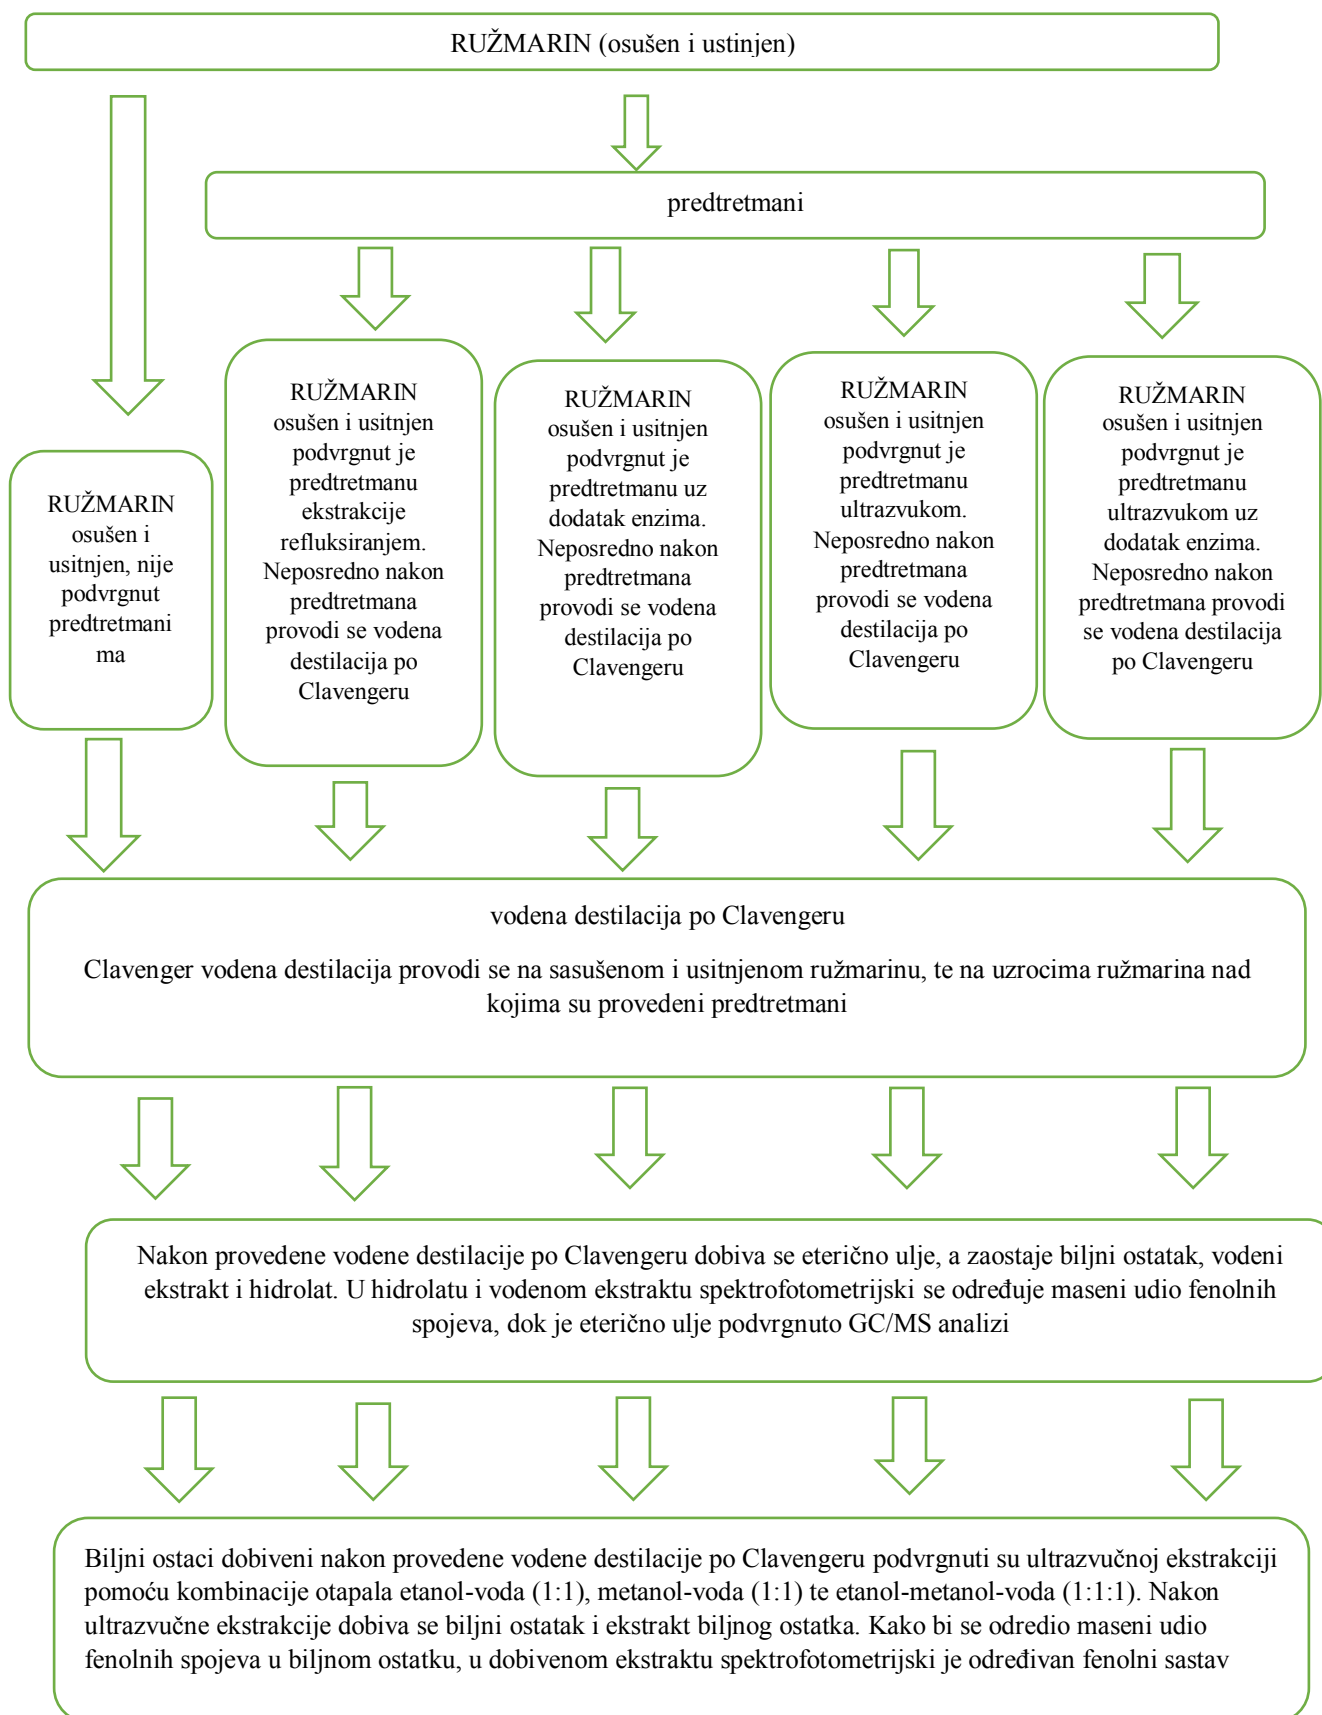 RUŽMARIN (osušen i ustinjen)
predtretmani
RUŽMARIN
osušen i
usitnjen, nije
podvrgnut
predtretmani
ma
RUŽMARIN
osušen i usitnjen
podvrgnut je
predtretmanu
ekstrakcije
refluksiranjem.
Neposredno nakon
predtretmana
provodi se vodena
destilacija po
Clavengeru
RUŽMARIN
osušen i usitnjen
podvrgnut je
predtretmanu uz
dodatak enzima.
Neposredno nakon
predtretmana
provodi se vodena
destilacija po
Clavengeru
RUŽMARIN
osušen i usitnjen
podvrgnut je
predtretmanu
ultrazvukom.
Neposredno nakon
predtretmana
provodi se vodena
destilacija po
Clavengeru
RUŽMARIN
osušen i usitnjen
podvrgnut je
predtretmanu
ultrazvukom uz
dodatak enzima.
Neposredno nakon
predtretmana provodi
se vodena destilacija
po Clavengeru
vodena destilacija po Clavengeru
Clavenger vodena destilacija provodi se na sasušenom i usitnjenom ružmarinu, te na uzrocima ružmarina nad
kojima su provedeni predtretmani
Nakon provedene vodene destilacije po Clavengeru dobiva se eterično ulje, a zaostaje biljni ostatak, vodeni
ekstrakt i hidrolat. U hidrolatu i vodenom ekstraktu spektrofotometrijski se određuje maseni udio fenolnih
spojeva, dok je eterično ulje podvrgnuto GC/MS analizi
Biljni ostaci dobiveni nakon provedene vodene destilacije po Clavengeru podvrgnuti su ultrazvučnoj ekstrakciji
pomoću kombinacije otapala etanol-voda (1:1), metanol-voda (1:1) te etanol-metanol-voda (1:1:1). Nakon
ultrazvučne ekstrakcije dobiva se biljni ostatak i ekstrakt biljnog ostatka. Kako bi se odredio maseni udio
fenolnih spojeva u biljnom ostatku, u dobivenom ekstraktu spektrofotometrijski je određivan fenolni sastav